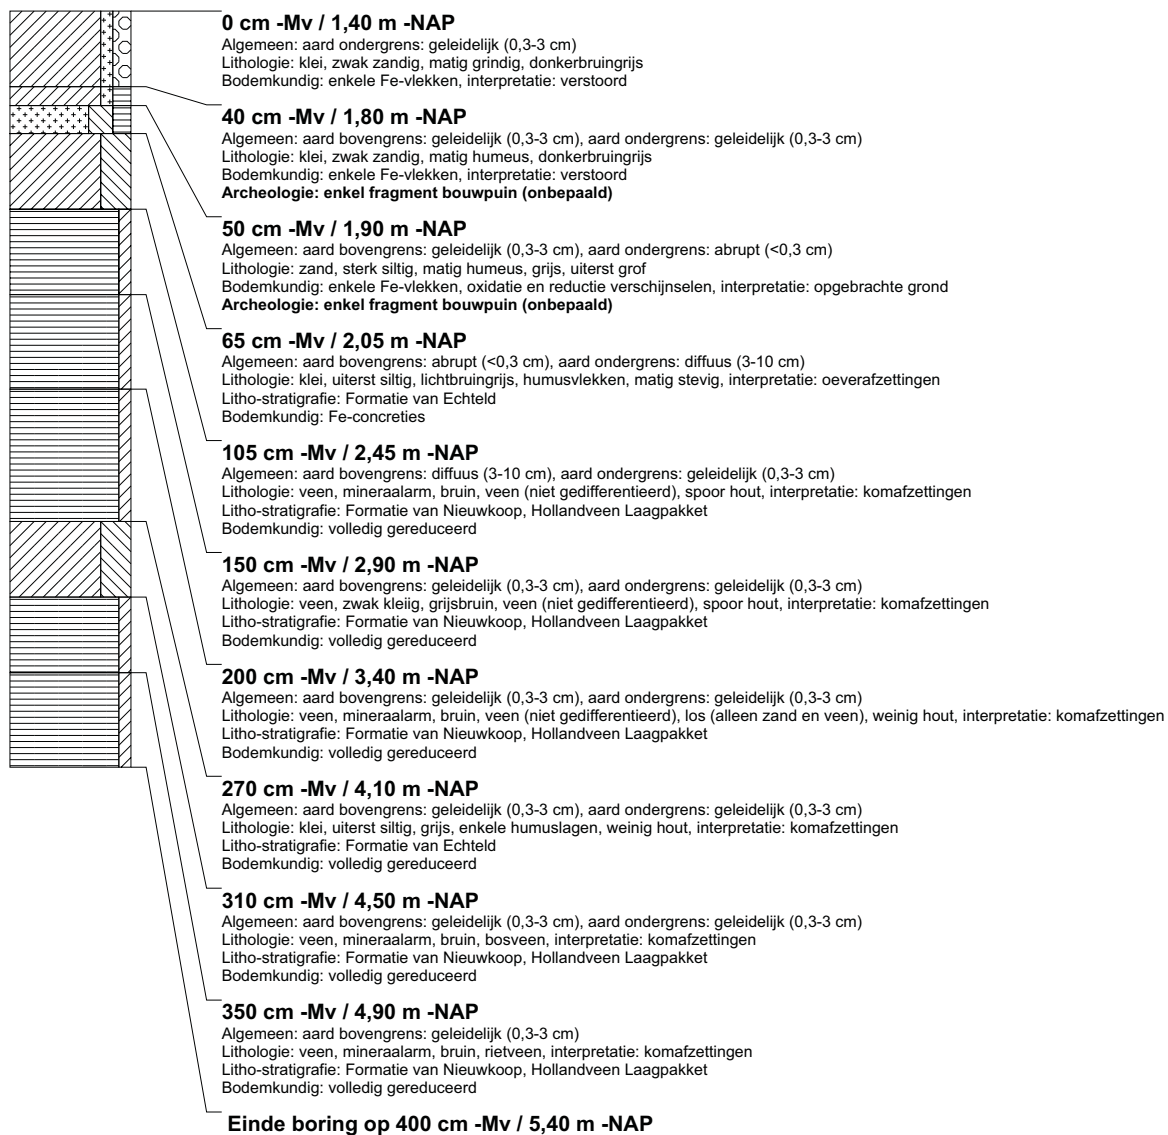 0 cm -Mv / 1,40 m -NAP
Algemeen: aard ondergrens: geleidelijk (0,3-3 cm)
Lithologie: klei, zwak zandig, matig grindig, donkerbruingrijs
Bodemkundig: enkele Fe-vlekken, interpretatie: verstoord
40 cm -Mv / 1,80 m -NAP
Algemeen: aard bovengrens: geleidelijk (0,3-3 cm), aard ondergrens: geleidelijk (0,3-3 cm)
Lithologie: klei, zwak zandig, matig humeus, donkerbruingrijs
Bodemkundig: enkele Fe-vlekken, interpretatie: verstoord
Archeologie: enkel fragment bouwpuin (onbepaald)
50 cm -Mv / 1,90 m -NAP
Algemeen: aard bovengrens: geleidelijk (0,3-3 cm), aard ondergrens: abrupt (<0,3 cm)
Lithologie: zand, sterk siltig, matig humeus, grijs, uiterst grof
Bodemkundig: enkele Fe-vlekken, oxidatie en reductie verschijnselen, interpretatie: opgebrachte grond
Archeologie: enkel fragment bouwpuin (onbepaald)
65 cm -Mv / 2,05 m -NAP
Algemeen: aard bovengrens: abrupt (<0,3 cm), aard ondergrens: diffuus (3-10 cm)
Lithologie: klei, uiterst siltig, lichtbruingrijs, humusvlekken, matig stevig, interpretatie: oeverafzettingen
Litho-stratigrafie: Formatie van Echteld
Bodemkundig: Fe-concreties
105 cm -Mv / 2,45 m -NAP
Algemeen: aard bovengrens: diffuus (3-10 cm), aard ondergrens: geleidelijk (0,3-3 cm)
Lithologie: veen, mineraalarm, bruin, veen (niet gedifferentieerd), spoor hout, interpretatie: komafzettingen
Litho-stratigrafie: Formatie van Nieuwkoop, Hollandveen Laagpakket
Bodemkundig: volledig gereduceerd
150 cm -Mv / 2,90 m -NAP
Algemeen: aard bovengrens: geleidelijk (0,3-3 cm), aard ondergrens: geleidelijk (0,3-3 cm)
Lithologie: veen, zwak kleiig, grijsbruin, veen (niet gedifferentieerd), spoor hout, interpretatie: komafzettingen
Litho-stratigrafie: Formatie van Nieuwkoop, Hollandveen Laagpakket
Bodemkundig: volledig gereduceerd
200 cm -Mv / 3,40 m -NAP
Algemeen: aard bovengrens: geleidelijk (0,3-3 cm), aard ondergrens: geleidelijk (0,3-3 cm)
Lithologie: veen, mineraalarm, bruin, veen (niet gedifferentieerd), los (alleen zand en veen), weinig hout, interpretatie: komafzettingen
Litho-stratigrafie: Formatie van Nieuwkoop, Hollandveen Laagpakket
Bodemkundig: volledig gereduceerd
270 cm -Mv / 4,10 m -NAP
Algemeen: aard bovengrens: geleidelijk (0,3-3 cm), aard ondergrens: geleidelijk (0,3-3 cm)
Lithologie: klei, uiterst siltig, grijs, enkele humuslagen, weinig hout, interpretatie: komafzettingen
Litho-stratigrafie: Formatie van Echteld
Bodemkundig: volledig gereduceerd
310 cm -Mv / 4,50 m -NAP
Algemeen: aard bovengrens: geleidelijk (0,3-3 cm), aard ondergrens: geleidelijk (0,3-3 cm)
Lithologie: veen, mineraalarm, bruin, bosveen, interpretatie: komafzettingen
Litho-stratigrafie: Formatie van Nieuwkoop, Hollandveen Laagpakket
Bodemkundig: volledig gereduceerd
350 cm -Mv / 4,90 m -NAP
Algemeen: aard bovengrens: geleidelijk (0,3-3 cm)
Lithologie: veen, mineraalarm, bruin, rietveen, interpretatie: komafzettingen
Litho-stratigrafie: Formatie van Nieuwkoop, Hollandveen Laagpakket
Bodemkundig: volledig gereduceerd
Einde boring op 400 cm -Mv / 5,40 m -NAP